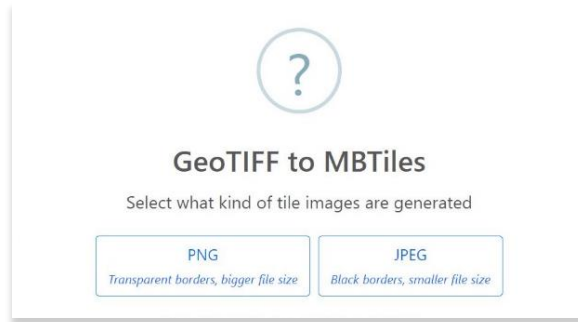 ?
GeoTIFF to MBTiles
Select what kind of tile images are generated
PNG
Transparent borders, bigger file size
JPEG
Black borders, smaller file size